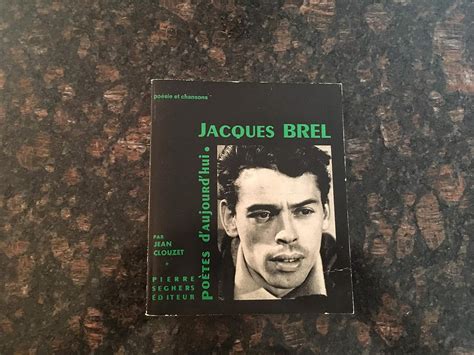 poésie et chansons
JACQUES BREL
POÈTES d'AUJOURD'HUI.
PAR
JEAN
CLOUZET
PIERRE
SEGHERS
ÉDITEUR